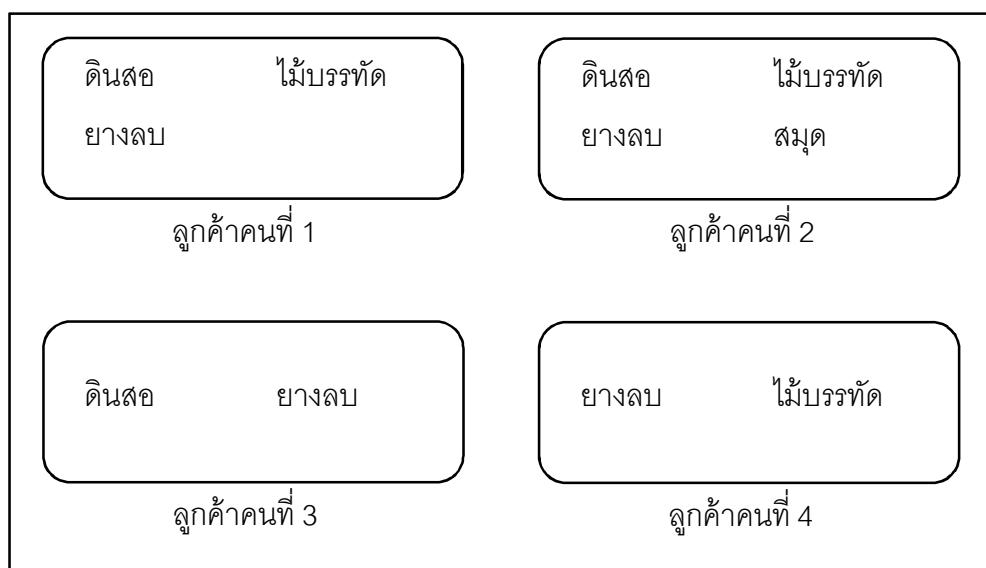 ดินสอ ไม้บรรทัด
ยางลบ
ลูกค้าคนที่ 1
ดินสอ ไม้บรรทัด
ยางลบ สมุด
ลูกค้าคนที่ 2
ดินสอ ยางลบ
ลูกค้าคนที่ 3
ยางลบ ไม้บรรทัด
ลูกค้าคนที่ 4